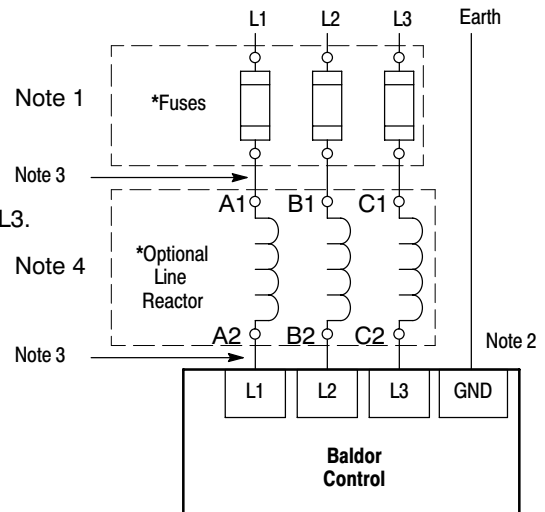 L1 L2 L3 Earth
Note 1
*Fuses
Note 3
A1 B1 C1
L3.
Note 4
*Optional
Line
Reactor
A2 B2 C2
Note 2
Note 3
L1 L2 L3 GND
Baldor
Control